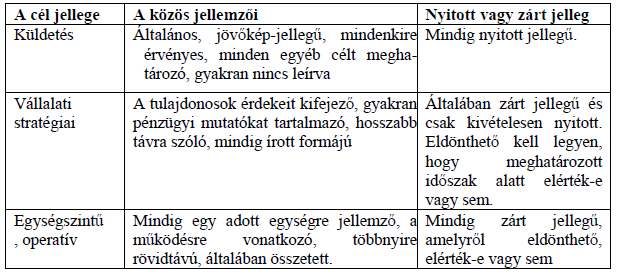 A cél jellege A közös jellemzői Nyitott vagy zárt jelleg
Küldetés
Általános, jövőkép-jellegű, mindenkire
érvényes, minden egyéb célt megha-
tározó, gyakran nincs leírva
Mindig nyitott jellegű.
Vállalati
stratégiai
A tulajdonosok érdekeit kifejező, gyakran
pénzügyi mutatókat tartalmazó, hosszabb
távra szóló, mindig írott formájú
Általában zárt jellegű és
csak kivételesen nyitott.
Eldönthető kell legyen,
hogy meghatározott
időszak alatt elérték-e
vagy sem.
Egységszintű
, operatív
Mindig egy adott egységre jellemző, a
működésre vonatkozó, többnyire
rövidtávú, általában összetett.
Mindig zárt jellegű,
amelyről eldönthető,
elérték-e vagy sem